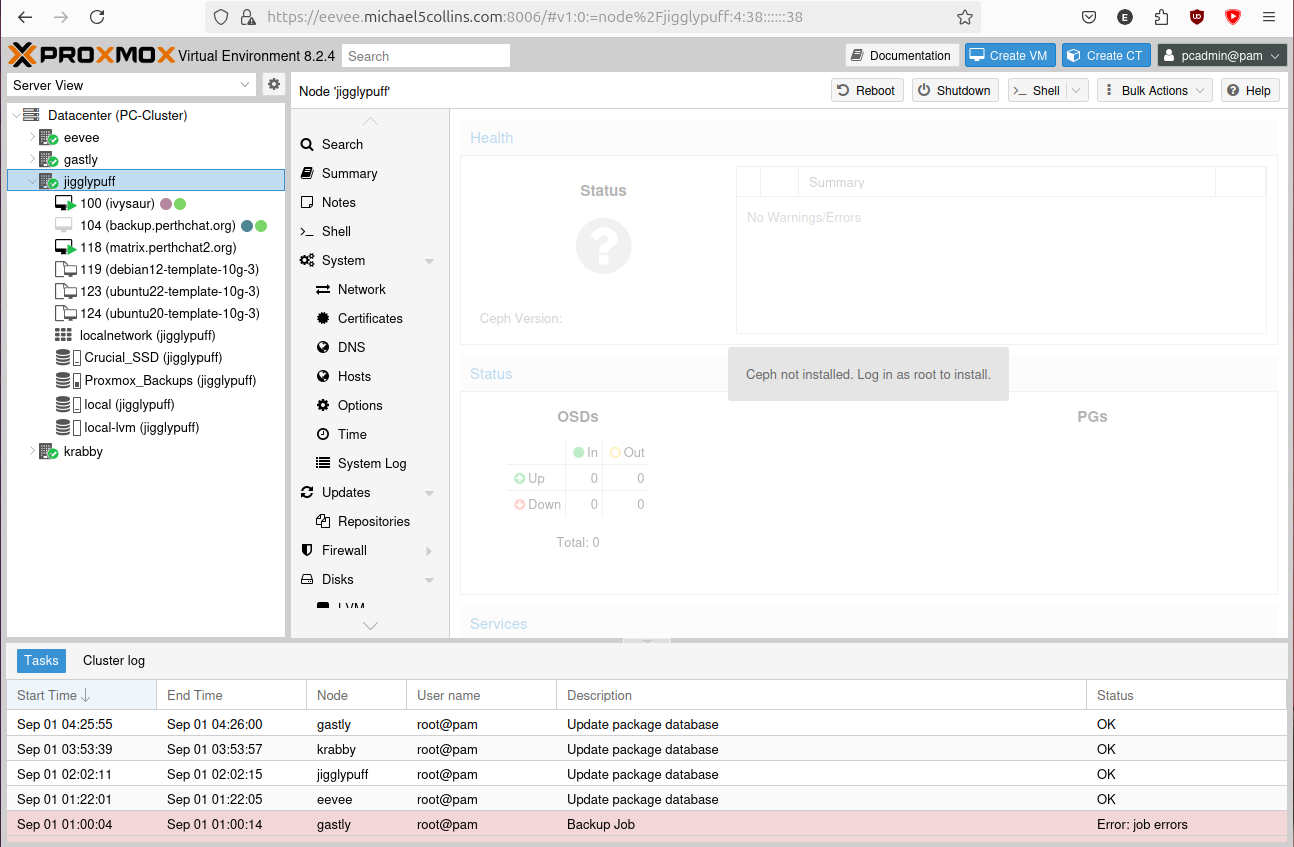 https://eevee.michael5collins.com:8006/#v1:0:=node%2Fjigglypuff:4:38::::::38
E
PROXMOX Virtual Environment 8.2.4 Search Documentation Create VM Create CT pcadmin@pam
Server View
Node 'jigglypuff' Reboot Shutdown Shell Bulk Actions Help
Datacenter (PC-Cluster)
eevee
gastly
jigglypuff
100 (ivysaur)
104 (backup.perthchat.org)
118 (matrix.perthchat2.org)
119 (debian12-template-10g-3)
123 (ubuntu22-template-10g-3)
124 (ubuntu20-template-10g-3)
localnetwork (jigglypuff)
Crucial_SSD (jigglypuff)
Proxmox_Backups (jigglypuff)
local (jigglypuff)
local-lvm (jigglypuff)
krabby
Search
Summary
Notes
Shell
System
Network
Certificates
DNS
Hosts
Options
Time
System Log
Updates
Repositories
Firewall
Disks
LVM
Health
Status
Summary
No Warnings/Errors
Ceph Version:
Ceph not installed. Log in as root to install.
Status
OSDs
PGs
In Out
Up 0 0
Down 0 0
Total: 0
Services
Tasks Cluster log
Start Time End Time Node User name Description Status
Sep 01 04:25:55 Sep 01 04:26:00 gastly root@pam Update package database OK
Sep 01 03:53:39 Sep 01 03:53:57 krabby root@pam Update package database OK
Sep 01 02:02:11 Sep 01 02:02:15 jigglypuff root@pam Update package database OK
Sep 01 01:22:01 Sep 01 01:22:05 eevee root@pam Update package database OK
Sep 01 01:00:04 Sep 01 01:00:14 gastly root@pam Backup Job Error: job errors